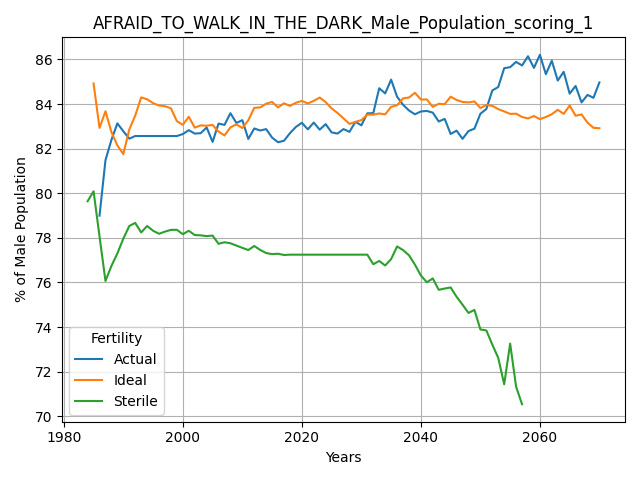 AFRAID_TO_WALK_IN_THE_DARK_Male_Population_scoring_1
% of Male Population
86
84
82
80
78
76
74
72
70
Fertility
Actual
Ideal
Sterile
1980 2000 2020 2040 2060
Years